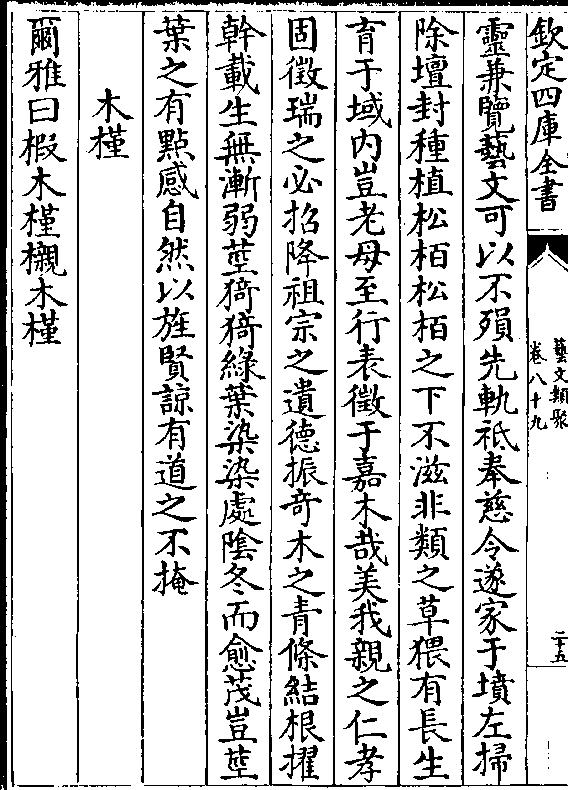 欽定四庫全書
藝文類聚
卷八十九
二十五
靈兼覽藝文可以不殞先軌祗奉慈令遂家于墳左掃
除壇封種植松栢松栢之下不滋非類之草猥有長生
育于域内豈老母至行表徵于嘉木哉美我親之仁孝
固徵瑞之必招降祖宗之遺德振奇木之青條結根擢
幹載生無漸弱莖猗猗綠葉染染處陰冬而愈茂豈莖
葉之有點感自然以旌賢諒有道之不掩
木槿
爾雅曰椵木槿櫬木槿